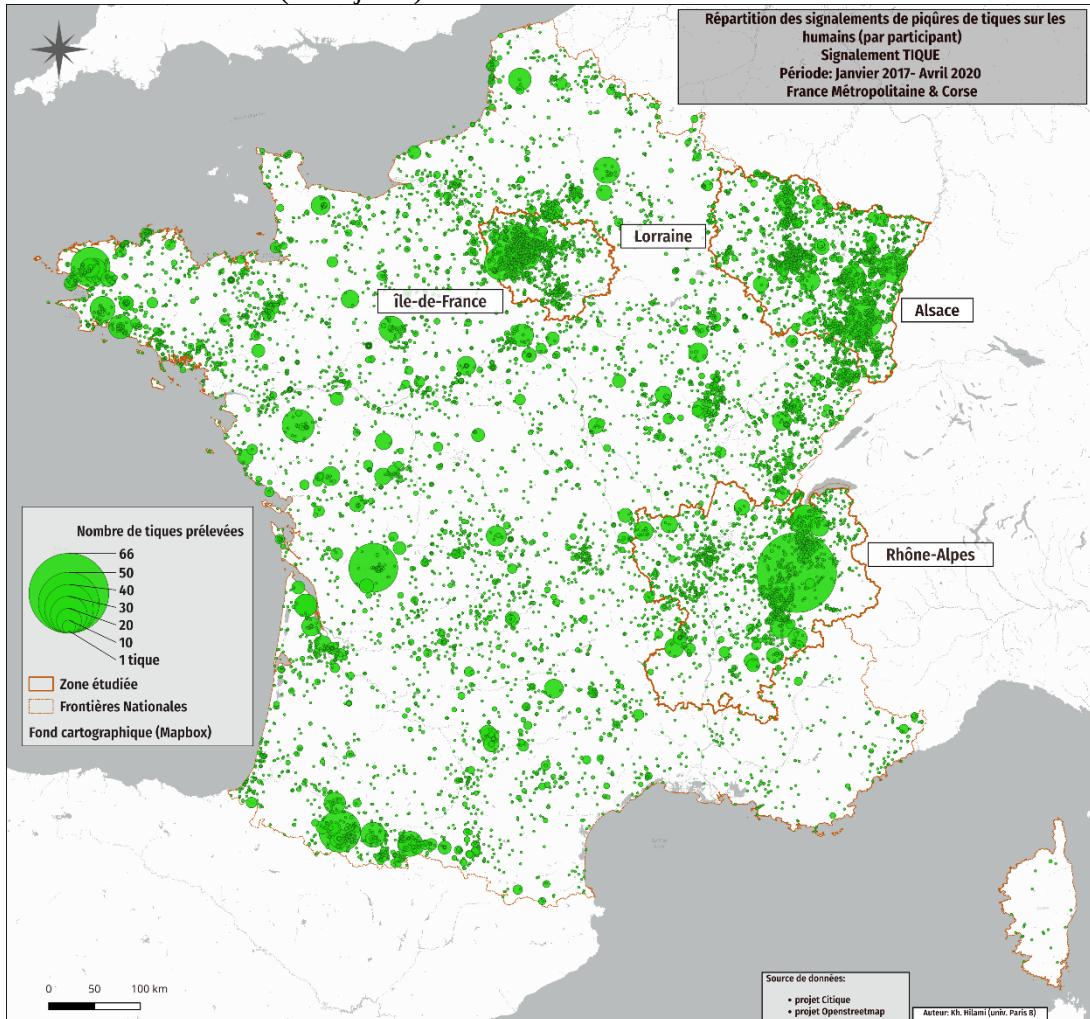 Répartition des signalements de piqûres de tiques sur les
humains (par participant)
Signalement TIQUE
Période: Janvier 2017- Avril 2020
France Métropolitaine & Corse
Lorraine
île-de-France
Alsace
Rhône-Alpes
Nombre de tiques prélevées
66
50
40
30
20
10
1 tique
Zone étudiée
Frontières Nationales
Fond cartographique (Mapbox)
0 50 100 km
Source de données:
• projet Citique
• projet Openstreetmap
Auteur: Kh. Hilami (univ. Paris 8)